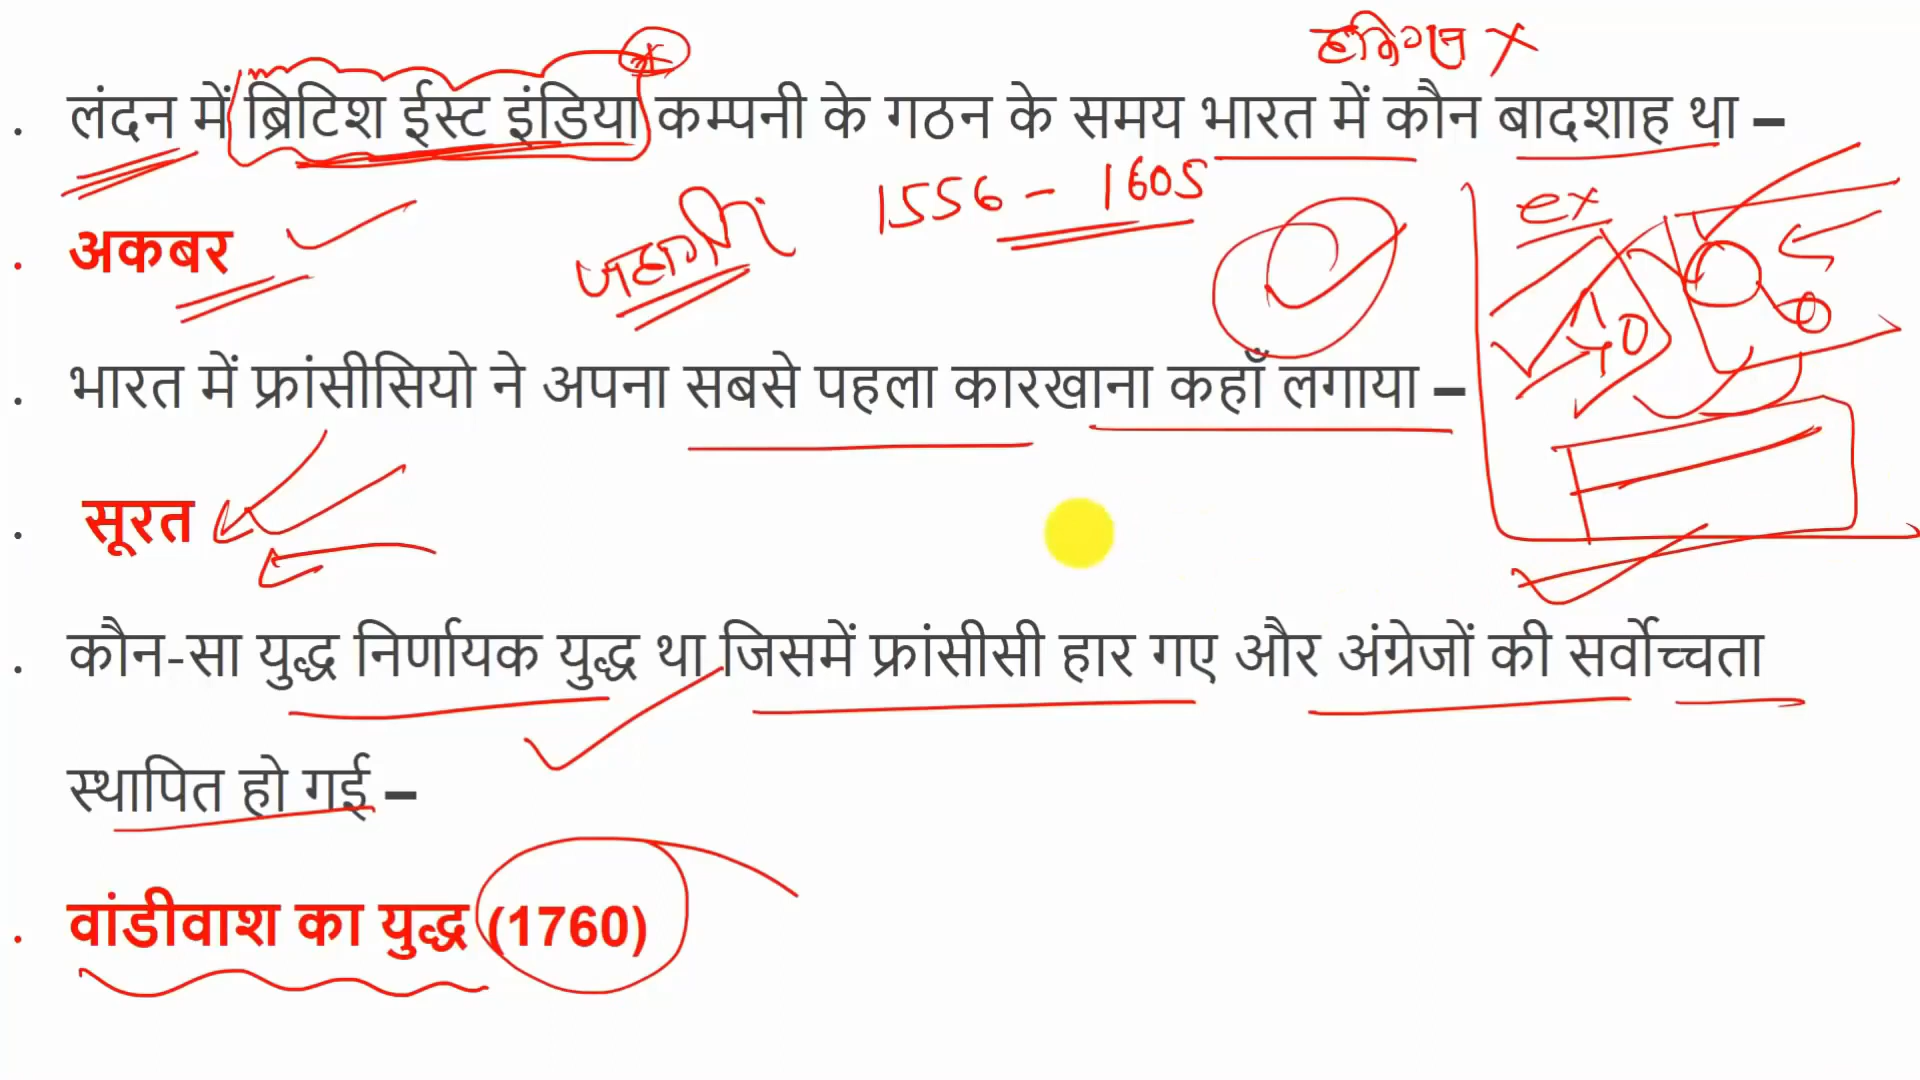 . लंदन में ब्रिटिश ईस्ट इंडिया कम्पनी के गठन के समय भारत में कौन बादशाह था –
1556 - 1605
ex
. अकबर
. भारत में फ्रांसीसियो ने अपना सबसे पहला कारखाना कहाँ लगाया –
. सूरत
. कौन-सा युद्ध निर्णायक युद्ध था जिसमें फ्रांसीसी हार गए और अंग्रेजों की सर्वोच्चता
स्थापित हो गई –
. वांडीवाश का युद्ध (1760)